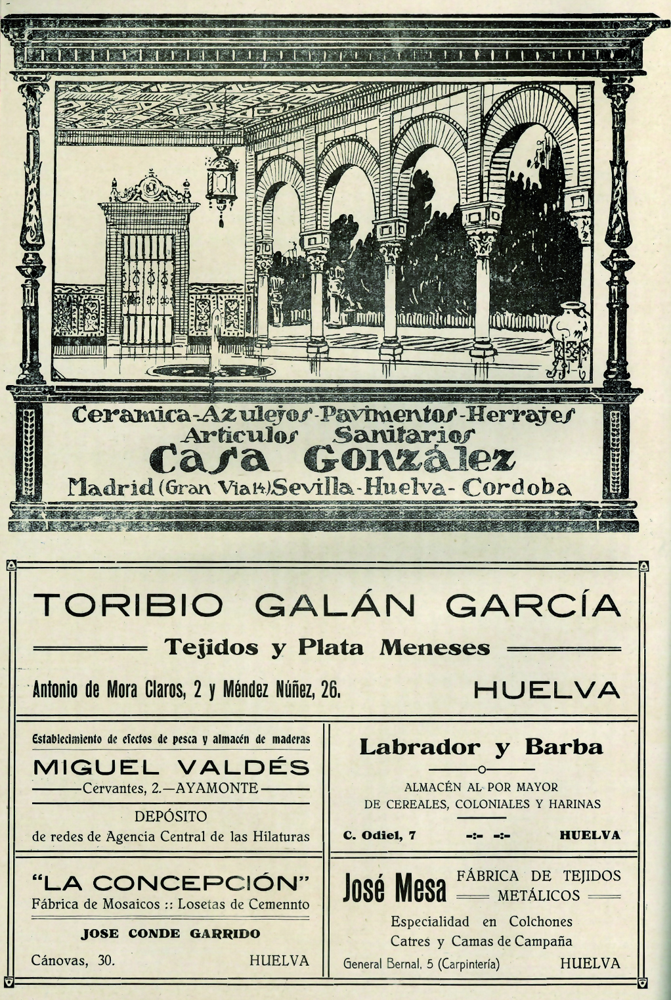 Ceramica-Azulejos-Pavimentos-Herrajes
Articulos Sanitarios
Casa González
Madrid (Gran Via 14) Sevilla-Huelva-Cordoba
TORIBIO GALÁN GARCÍA
Tejidos y Plata Meneses
Antonio de Mora Claros, 2 y Méndez Núñez, 26. HUELVA
Establecimiento de efectos de pesca y almacén de maderas
MIGUEL VALDÉS
Cervantes, 2.—AYAMONTE
DEPÓSITO
de redes de Agencia Central de las Hilaturas
Labrador y Barba
ALMACÉN AL POR MAYOR
DE CEREALES, COLONIALES Y HARINAS
C. Odiel, 7 -:- -:- HUELVA
"LA CONCEPCIÓN"
Fábrica de Mosaicos :: Losetas de Cemennto
JOSE CONDE GARRIDO
Cánovas, 30. HUELVA
José Mesa FÁBRICA DE TEJIDOS
METÁLICOS
Especialidad en Colchones
Catres y Camas de Campaña
General Bernal, 5 (Carpintería) HUELVA